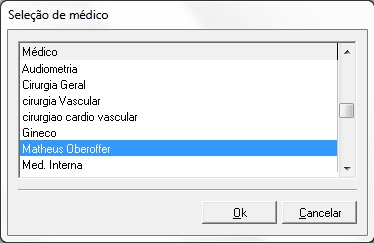 Seleção de médico
Médico
Audiometria
Cirurgia Geral
cirurgia Vascular
cirurgiao cardio vascular
Gineco
Matheus Oberoffer
Med. Interna
Ok
Cancelar